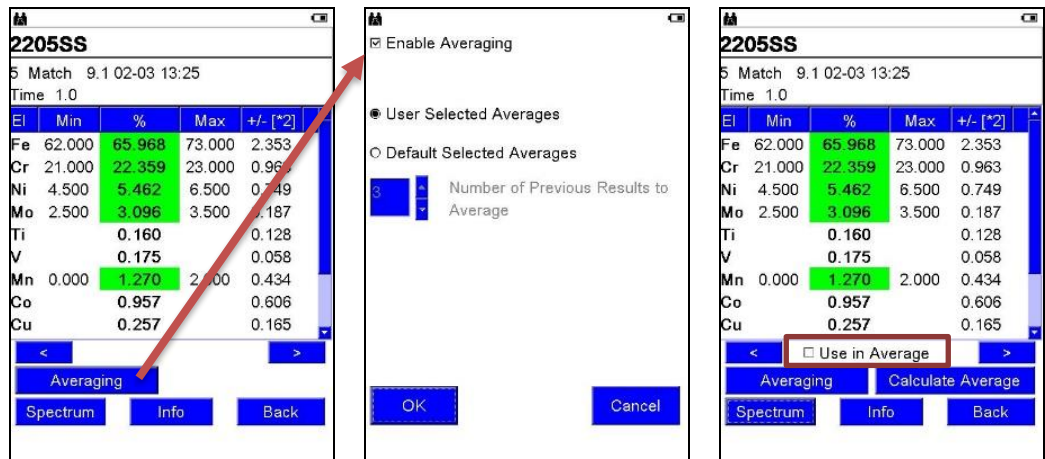 2205SS
5 Match 9.1 02-03 13:25
Time 1.0
El Min % Max +/- [*2]
Fe 62.000 65.968 73.000 2.353
Cr 21.000 22.359 23.000 0.963
Ni 4.500 5.462 6.500 0.749
Mo 2.500 3.096 3.500 0.187
Ti 0.160 0.128
V 0.175 0.058
Mn 0.000 1.270 2.000 0.434
Co 0.957 0.606
Cu 0.257 0.165
< >
Averaging
Spectrum Info Back
Enable Averaging
User Selected Averages
Default Selected Averages
3 Number of Previous Results to
Average
OK Cancel
2205SS
5 Match 9.1 02-03 13:25
Time 1.0
El Min % Max +/- [*2]
Fe 62.000 65.968 73.000 2.353
Cr 21.000 22.359 23.000 0.963
Ni 4.500 5.462 6.500 0.749
Mo 2.500 3.096 3.500 0.187
Ti 0.160 0.128
V 0.175 0.058
Mn 0.000 1.270 2.000 0.434
Co 0.957 0.606
Cu 0.257 0.165
< Use in Average >
Averaging Calculate Average
Spectrum Info Back